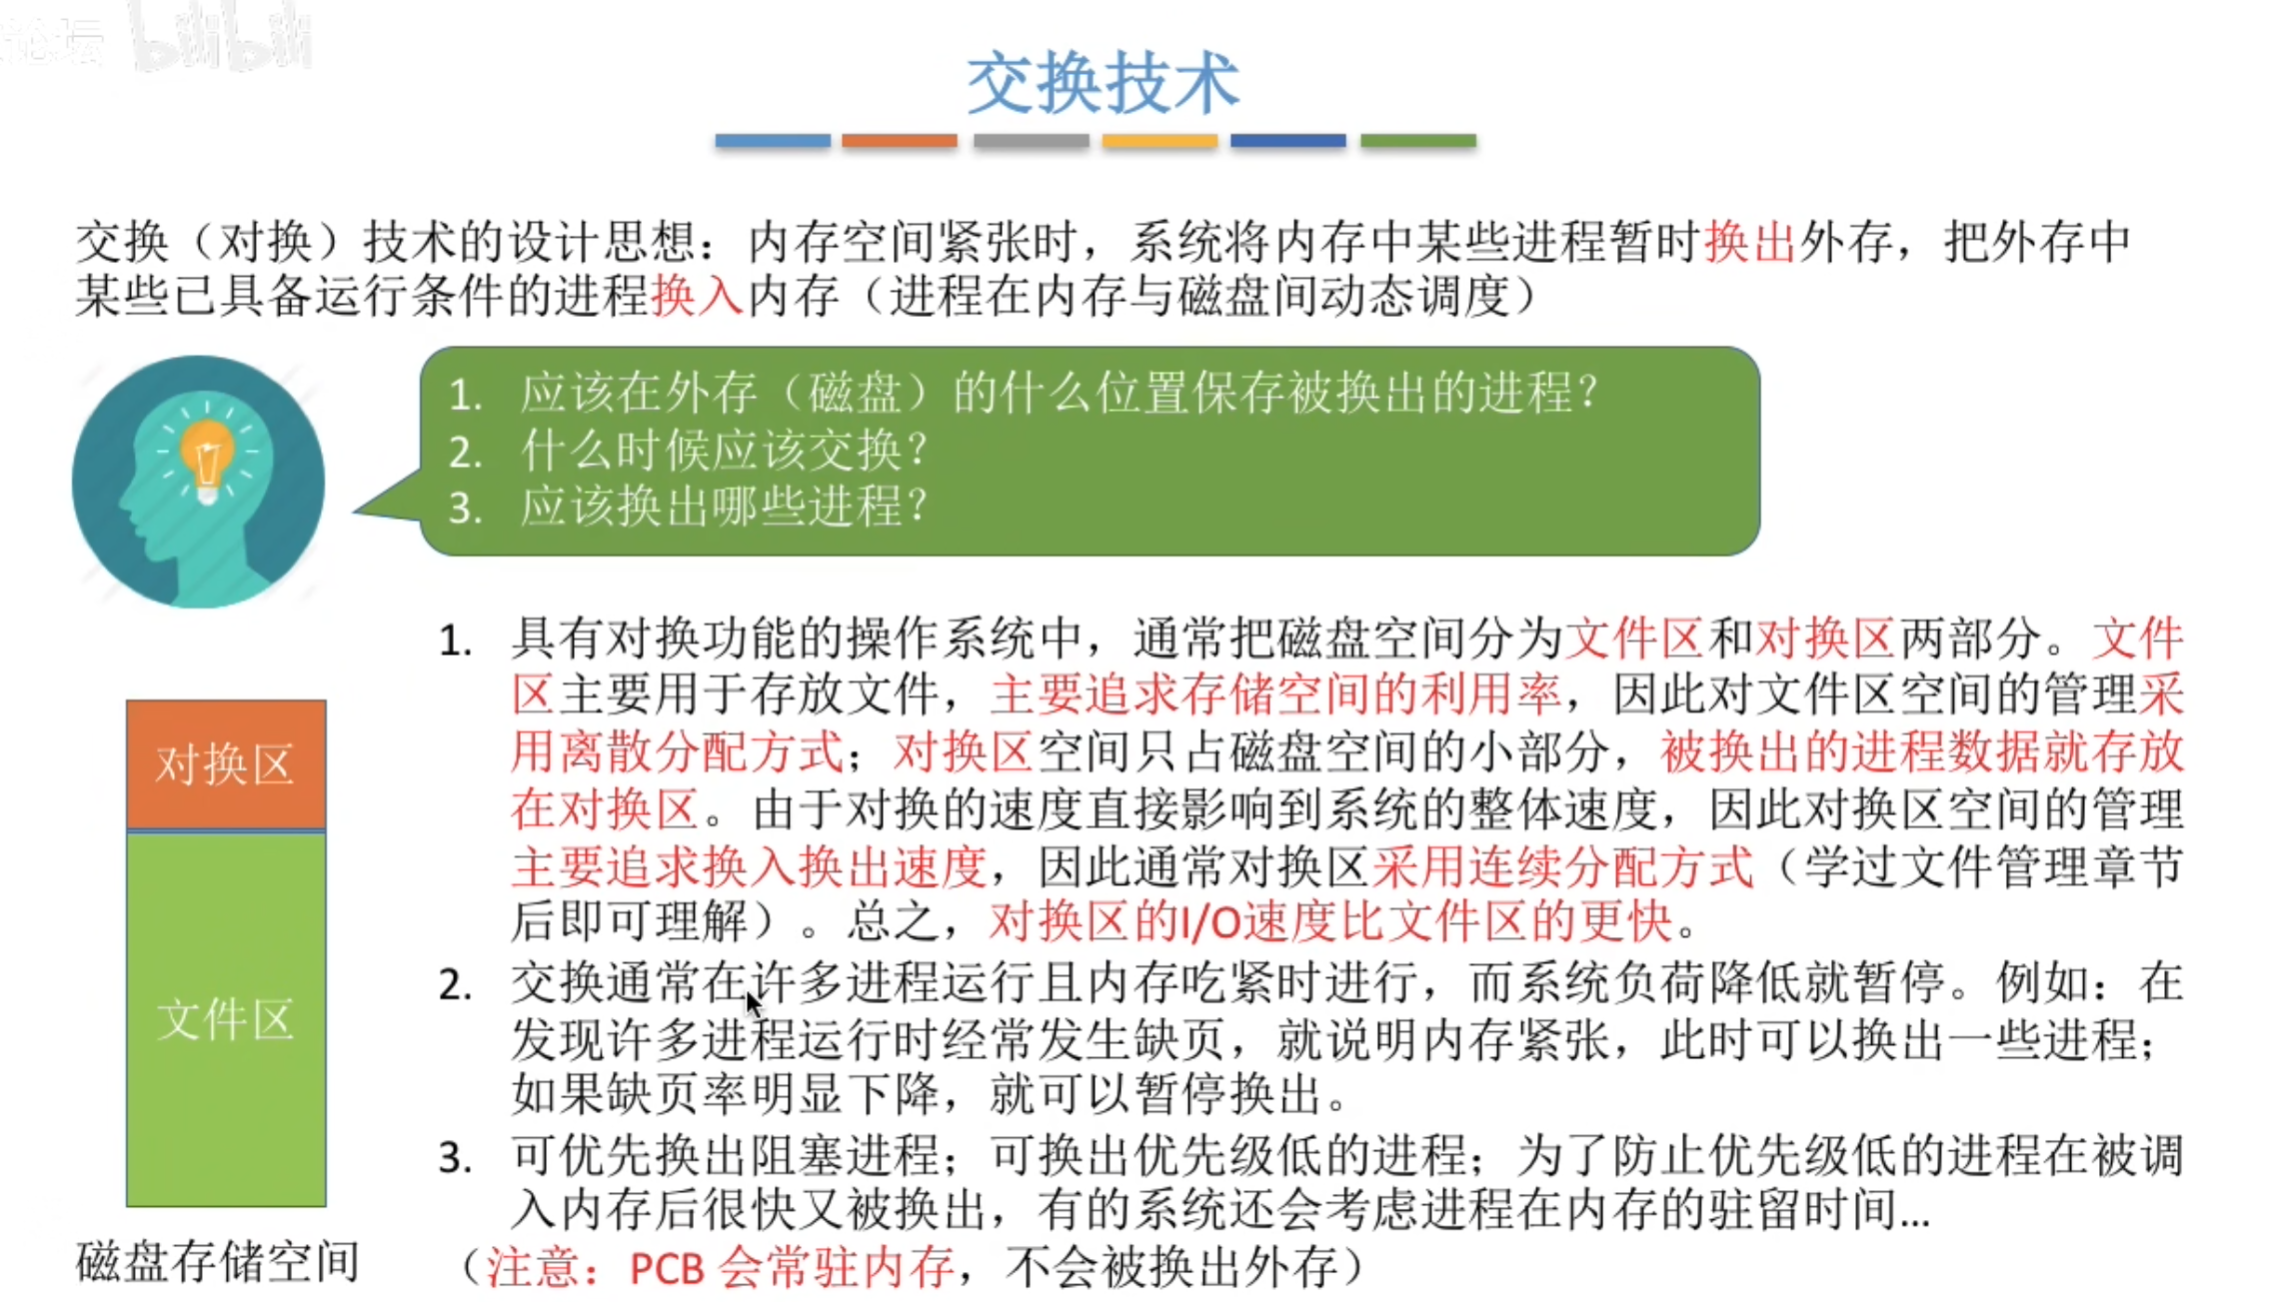 论坛 bilibili
交换技术
交换（对换）技术的设计思想：内存空间紧张时，系统将内存中某些进程暂时换出外存，把外存中
某些已具备运行条件的进程换入内存（进程在内存与磁盘间动态调度）
1. 应该在外存（磁盘）的什么位置保存被换出的进程？
2. 什么时候应该交换？
3. 应该换出哪些进程？
1. 具有对换功能的操作系统中，通常把磁盘空间分为文件区和对换区两部分。文件
区主要用于存放文件，主要追求存储空间的利用率，因此对文件区空间的管理采
用离散分配方式；对换区空间只占磁盘空间的小部分，被换出的进程数据就存放
在对换区。由于对换的速度直接影响到系统的整体速度，因此对换区空间的管理
主要追求换入换出速度，因此通常对换区采用连续分配方式（学过文件管理章节
后即可理解）。总之，对换区的I/O速度比文件区的更快。
2. 交换通常在许多进程运行且内存吃紧时进行，而系统负荷降低就暂停。例如：在
发现许多进程运行时经常发生缺页，就说明内存紧张，此时可以换出一些进程；
如果缺页率明显下降，就可以暂停换出。
3. 可优先换出阻塞进程；可换出优先级低的进程；为了防止优先级低的进程在被调
入内存后很快又被换出，有的系统还会考虑进程在内存的驻留时间…
（注意：PCB 会常驻内存，不会被换出外存）
对换区
文件区
磁盘存储空间